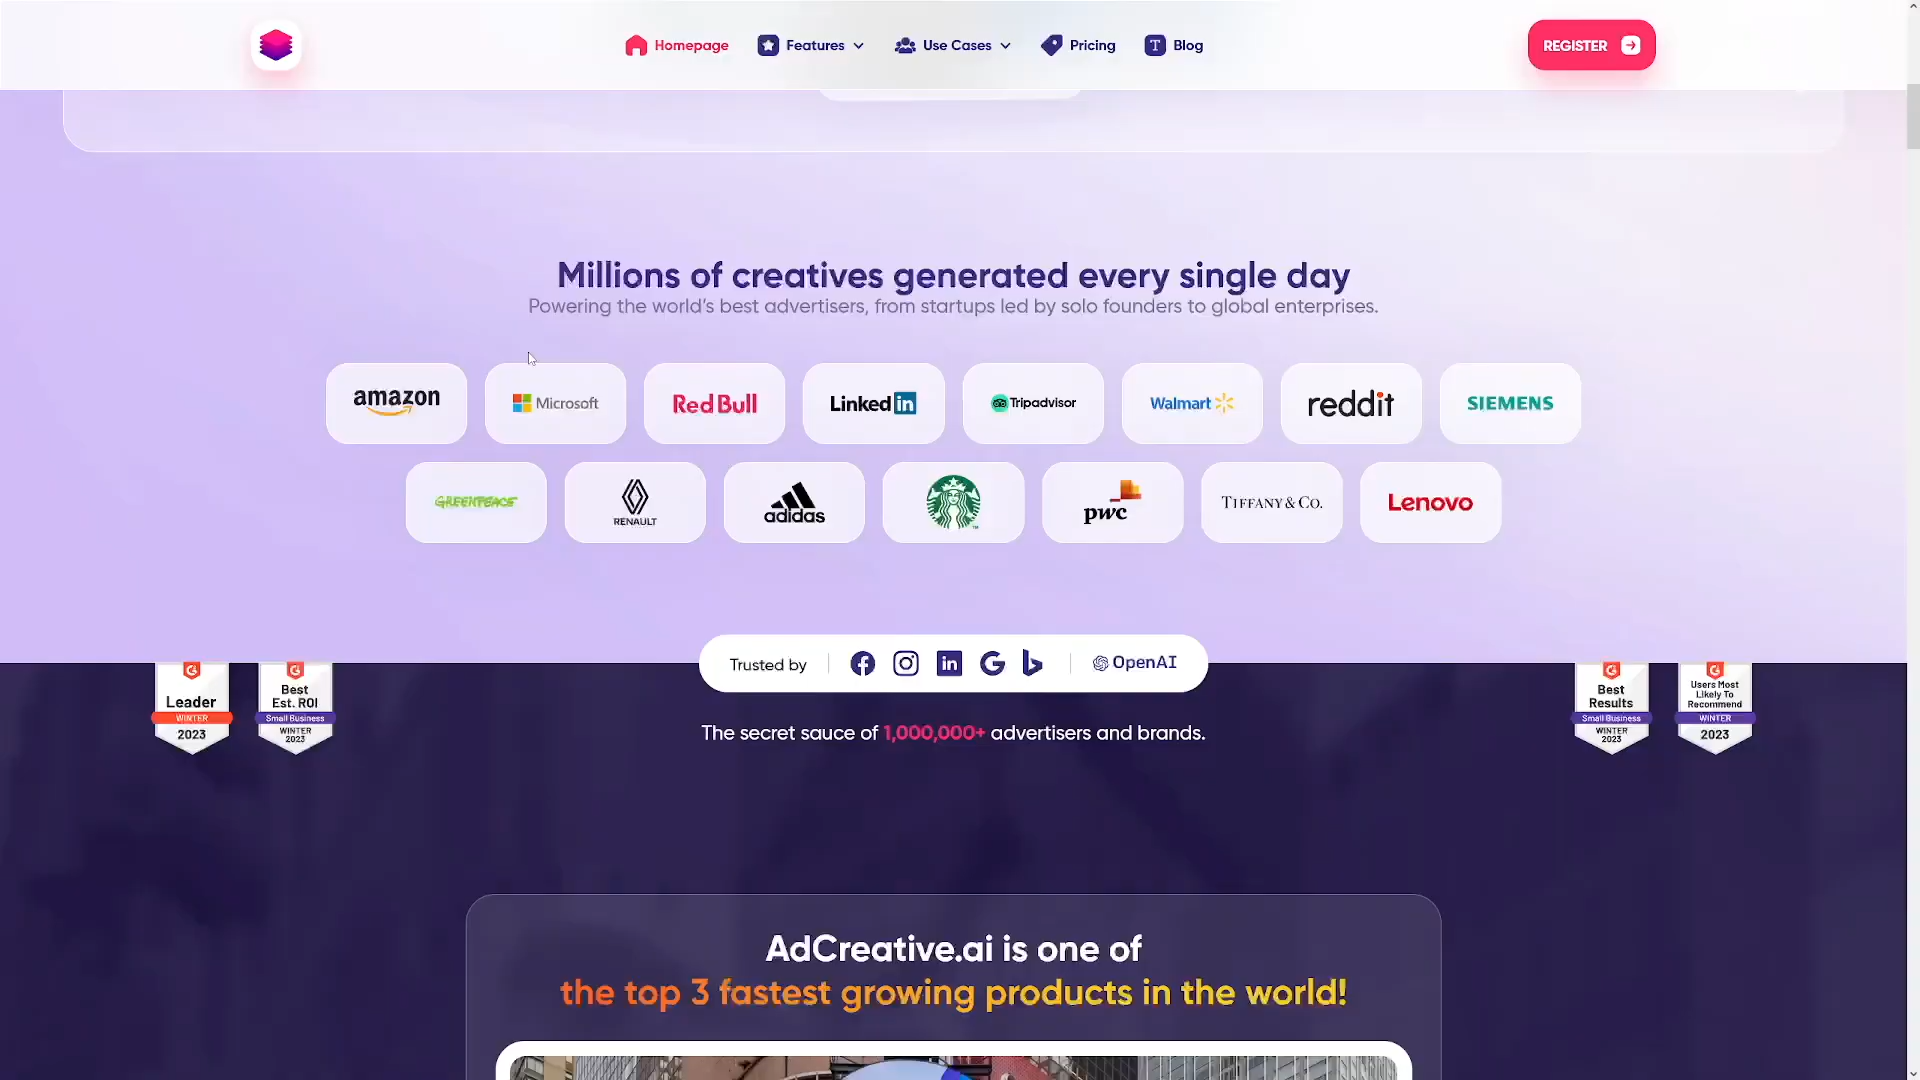 Homepage
Features
Use Cases
Pricing
T
Blog
REGISTER
Millions of creatives generated every single day
Powering the world's best advertisers, from startups led by solo founders to global enterprises.
amazon
Microsoft
Red Bull
Linked in
Tripadvisor
Walmart
reddit
SIEMENS
GREENPEACE
RENAULT
adidas
pwc
TIFFANY & CO.
Lenovo
Leader
WINTER
2023
Best
Est. ROI
Small Business
WINTER
2023
Trusted by
in
G
OpenAI
Best
Results
Small Business
WINTER
2023
Users Most
Likely To
Recommend
WINTER
2023
The secret sauce of 1,000,000+ advertisers and brands.
AdCreative.ai is one of
the top 3 fastest growing products in the world!